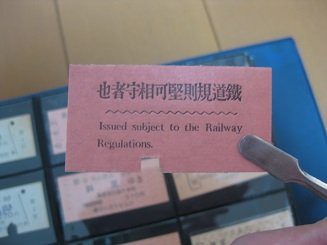 鐵道規則堅可相守者也
Issued subject to the Railway
Regulations.